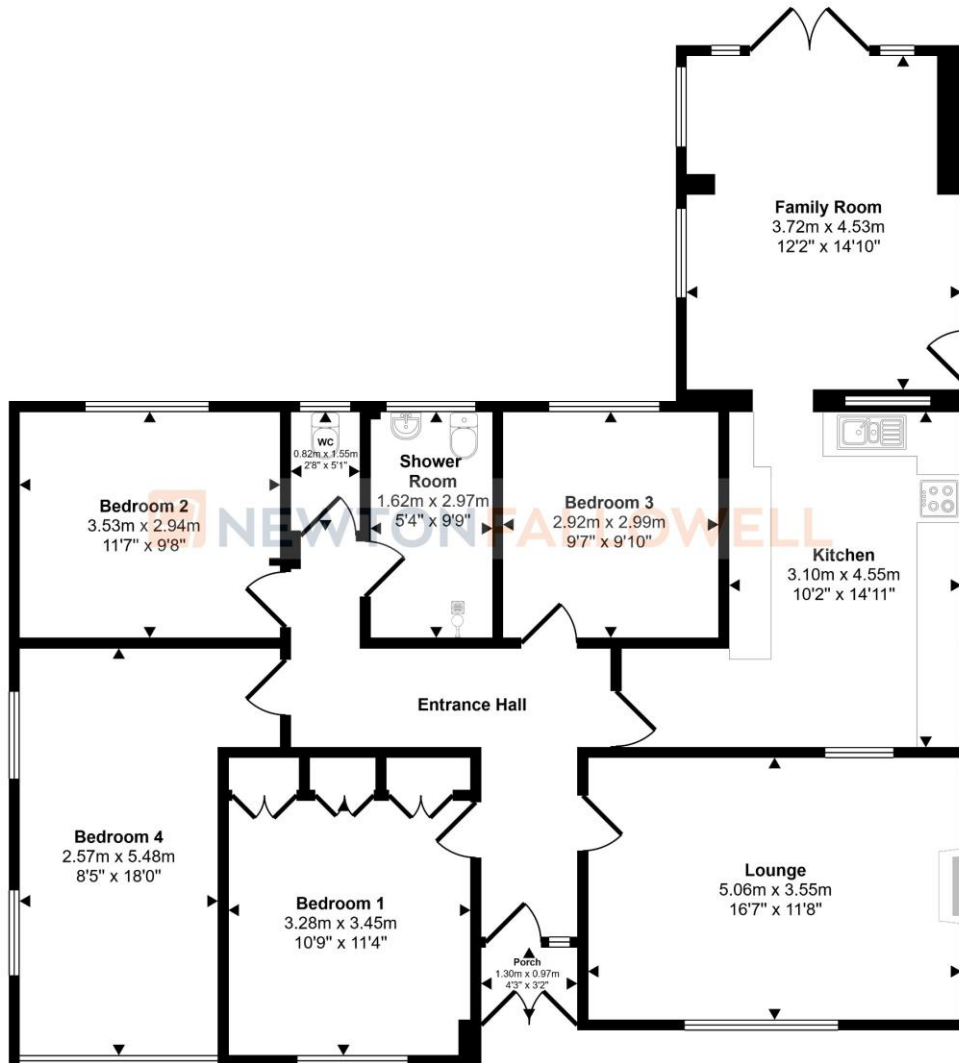 Family Room
3.72m x 4.53m
12'2" x 14'10"
WC
0.82m x 1.55m
2'8" x 5'1"
Shower
Room
1.62m x 2.97m
5'4" x 9'9"
Bedroom 2
3.53m x 2.94m
11'7" x 9'8"
Bedroom 3
2.92m x 2.99m
9'7" x 9'10"
NEWTONFALLOWELL
Kitchen
3.10m x 4.55m
10'2" x 14'11"
Entrance Hall
Bedroom 4
2.57m x 5.48m
8'5" x 18'0"
Bedroom 1
3.28m x 3.45m
10'9" x 11'4"
Lounge
5.06m x 3.55m
16'7" x 11'8"
Porch
1.30m x 0.97m
4'3" x 3'2"